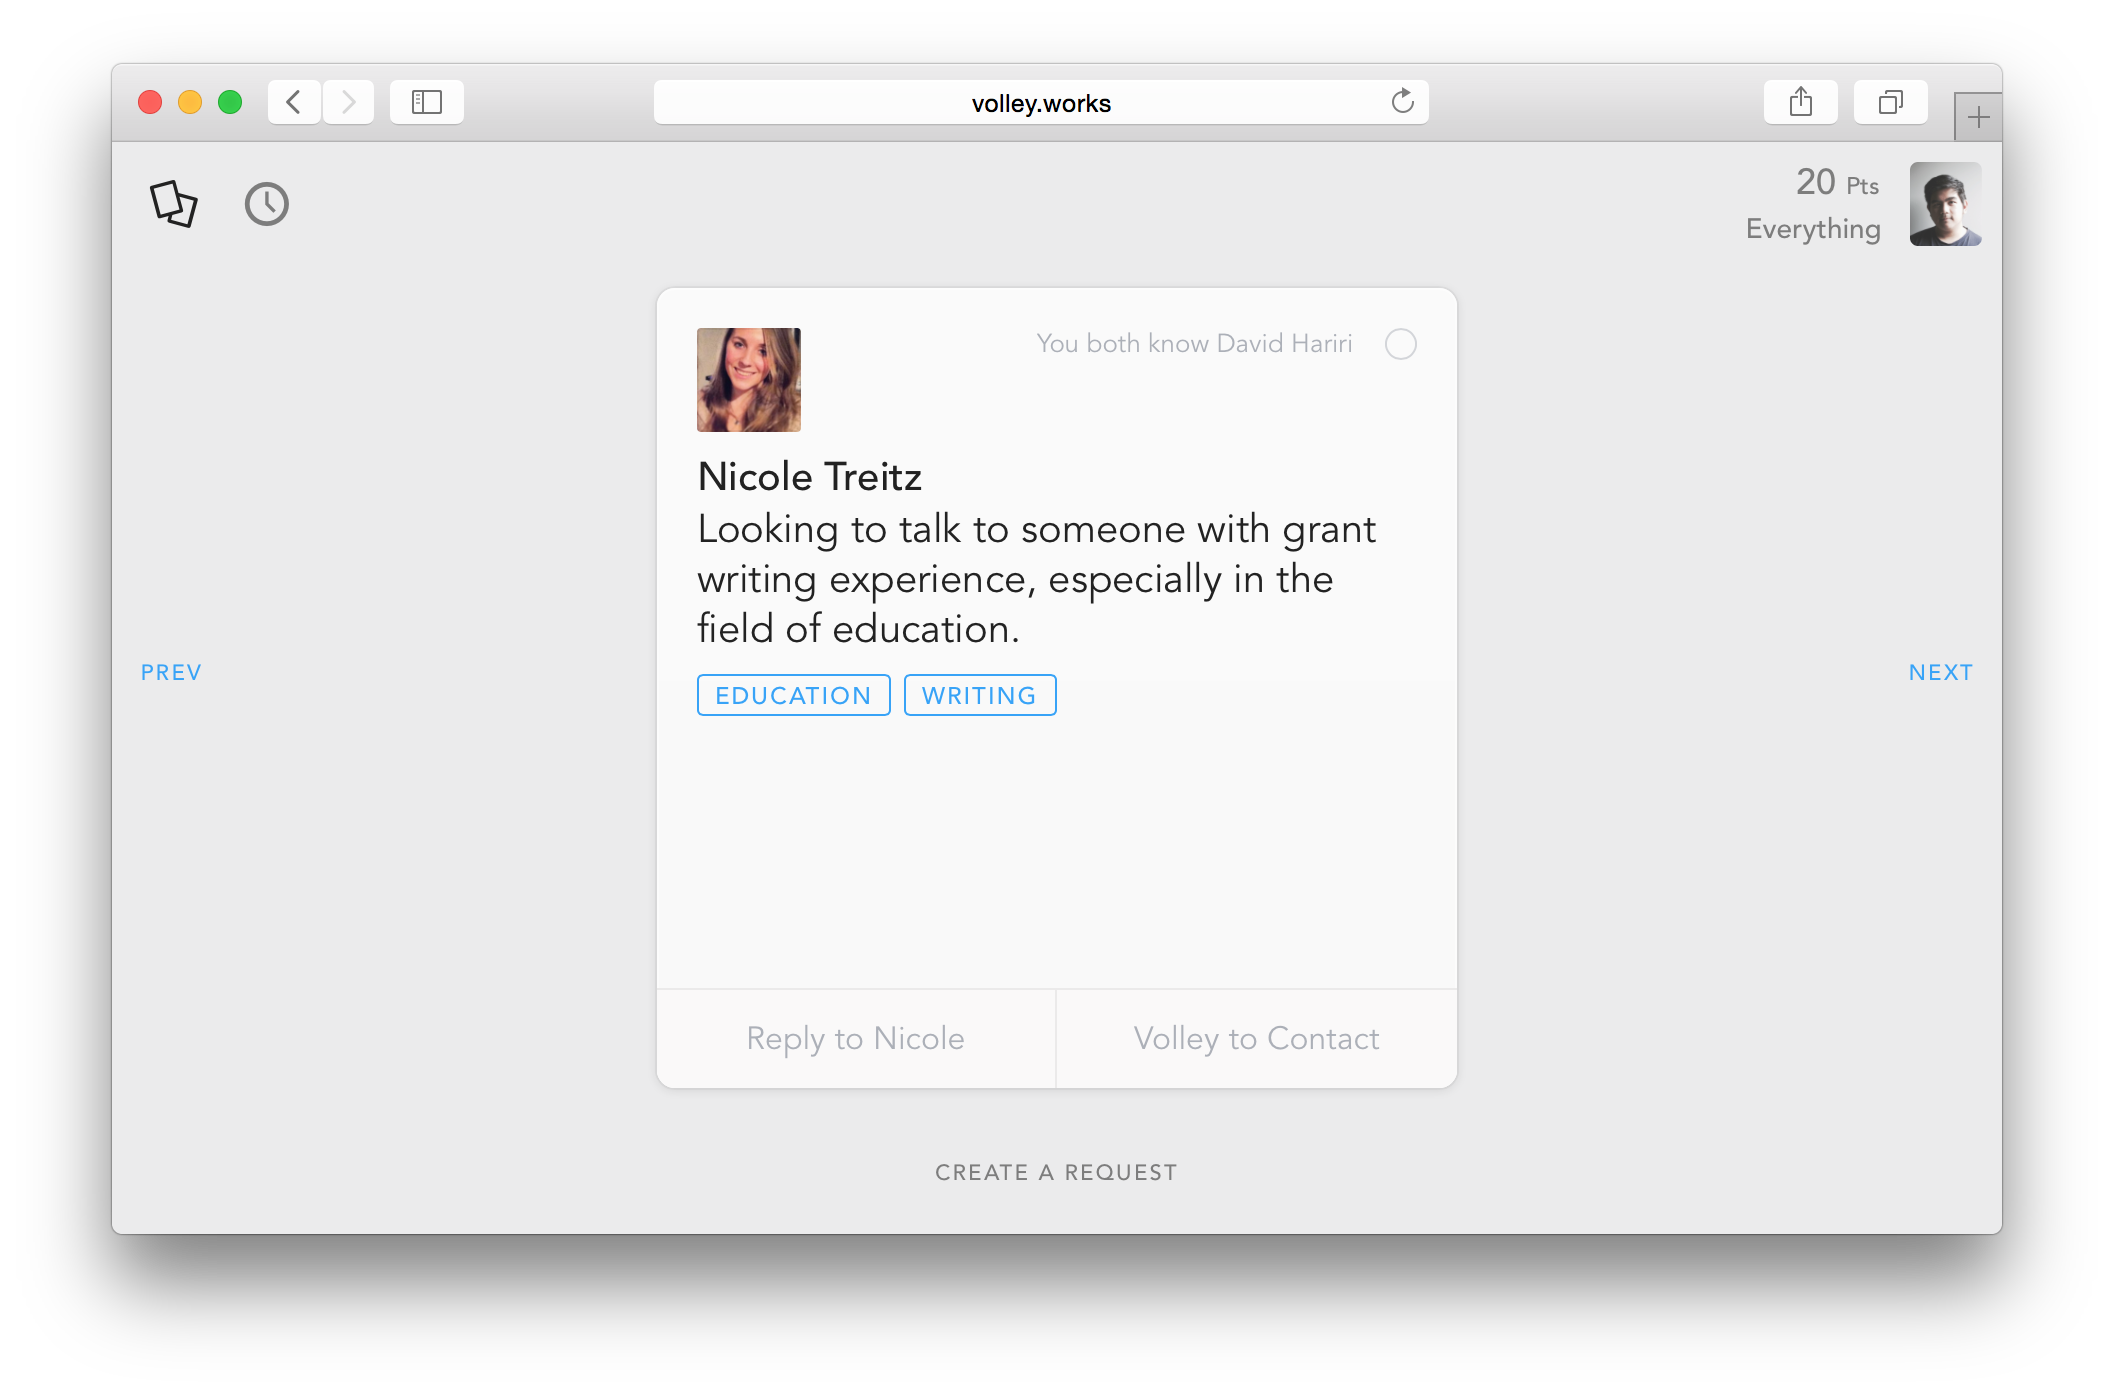 volley.works
20 Pts
Everything
You both know David Hariri
Nicole Treitz
Looking to talk to someone with grant
writing experience, especially in the
field of education.
EDUCATION WRITING
PREV
NEXT
Reply to Nicole
Volley to Contact
CREATE A REQUEST